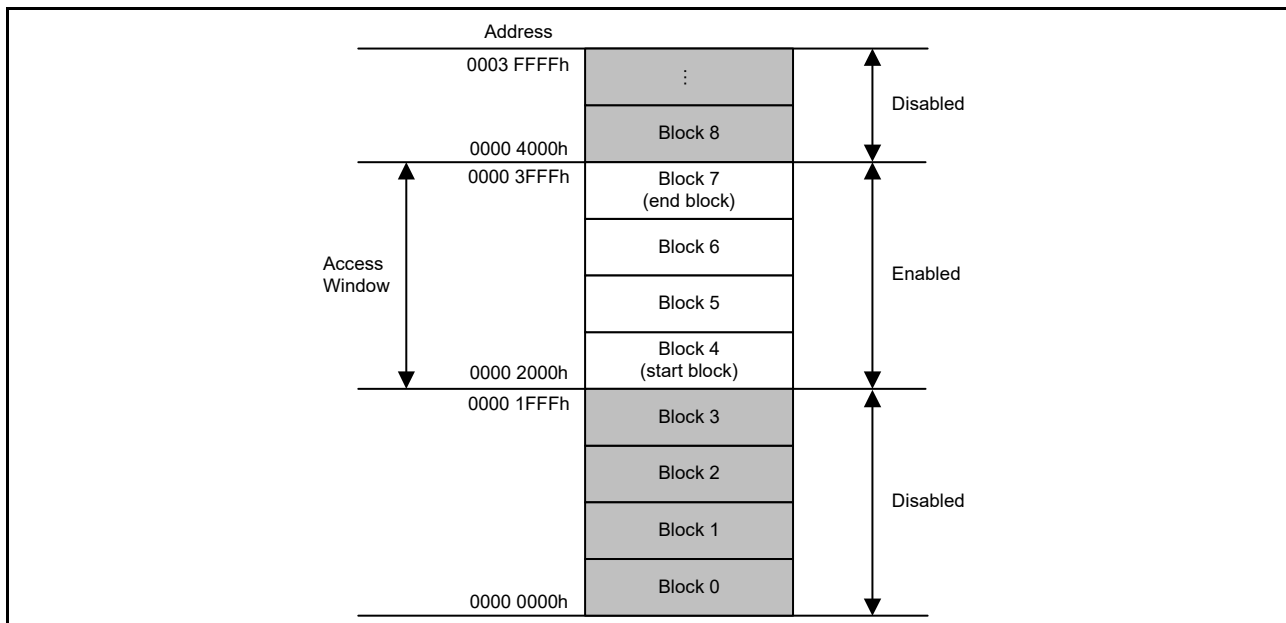 Address
0003 FFFFh
⋮
Disabled
Block 8
0000 4000h
0000 3FFFh
Block 7
(end block)
Block 6
Access
Window
Enabled
Block 5
Block 4
(start block)
0000 2000h
0000 1FFFh
Block 3
Block 2
Disabled
Block 1
Block 0
0000 0000h